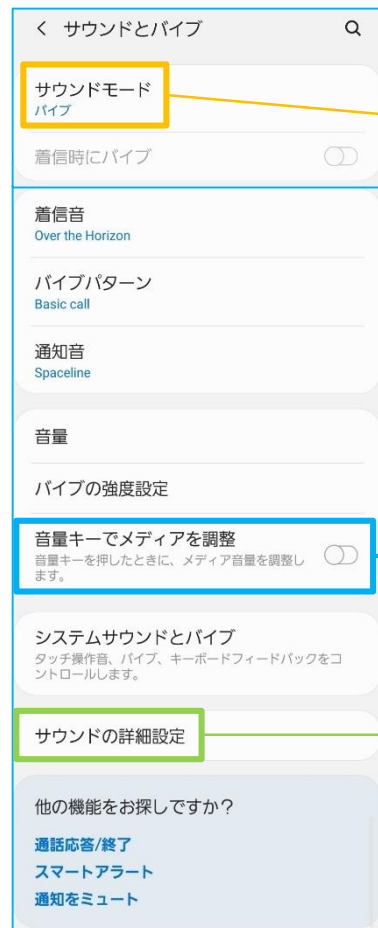 サウンドとバイブ
サウンドモード
バイブ
着信時にバイブ
着信音
Over the Horizon
バイブパターン
Basic call
通知音
Spaceline
音量
バイブの強度設定
音量キーでメディアを調整
音量キーを押したときに、メディア音量を調整し
ます。
システムサウンドとバイブ
タッチ操作音、バイブ、キーボードフィードバックをコ
ントロールします。
サウンドの詳細設定
他の機能をお探しですか？
通話応答/終了
スマートアラート
通知をミュート